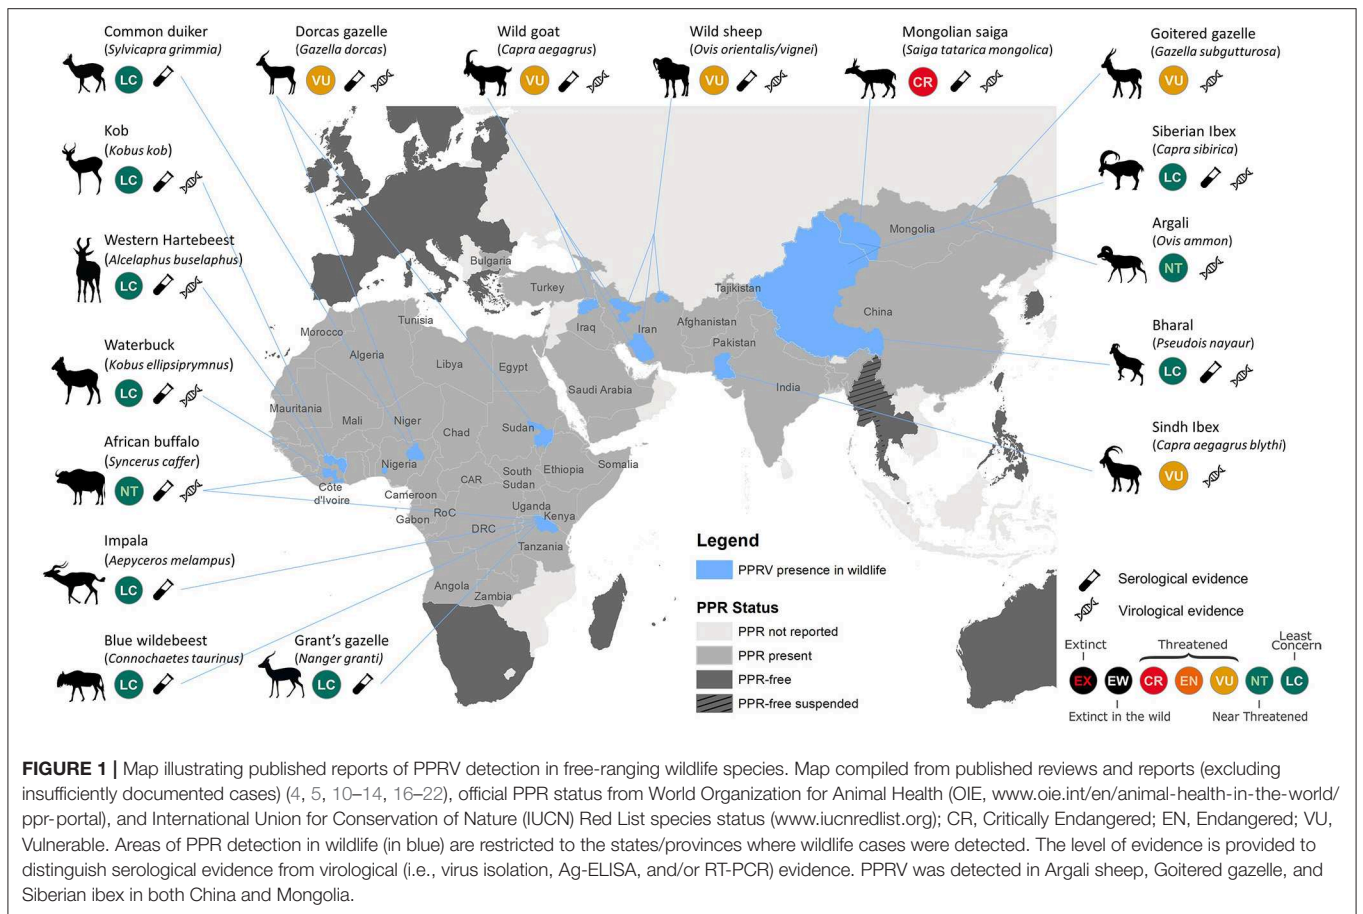 Common duiker
(Sylvicapra grimmia)
LC
Dorcas gazelle
(Gazella dorcas)
VU
Wild goat
(Capra aegagrus)
VU
Wild sheep
(Ovis orientalis/vignei)
VU
Mongolian saiga
(Saiga tatarica mongolica)
CR
Goitered gazelle
(Gazella subgutturosa)
VU
Kob
(Kobus kob)
LC
Siberian Ibex
(Capra sibirica)
LC
Western Hartebeest
(Alcelaphus buselaphus)
LC
Argali
(Ovis ammon)
NT
Waterbuck
(Kobus ellipsiprymnus)
LC
Bharal
(Pseudois nayaur)
LC
African buffalo
(Syncerus caffer)
NT
Sindh Ibex
(Capra aegagrus blythi)
VU
Impala
(Aepyceros melampus)
LC
Blue wildebeest
(Connochaetes taurinus)
LC
Grant's gazelle
(Nanger granti)
LC
Mongolia
Bulgaria
Turkey
Tajikistan
China
Tunisia
Morocco
Iraq
Iran
Afghanistan
Pakistan
Algeria
Libya
Egypt
Saudi Arabia
India
Mauritania
Mali
Niger
Chad
Sudan
Nigeria
CAR
South
Sudan
Ethiopia
Somalia
Côte
d'Ivoire
Cameroon
Uganda
Kenya
Gabon
RoC
DRC
Tanzania
Angola
Zambia
Legend
PPRV presence in wildlife
PPR Status
PPR not reported
PPR present
PPR-free
PPR-free suspended
Serological evidence
Virological evidence
Extinct
Threatened
Least
Concern
EX
EW
CR
EN
VU
NT
LC
Extinct in the wild
Near Threatened
FIGURE 1 | Map illustrating published reports of PPRV detection in free-ranging wildlife species. Map compiled from published reviews and reports (excluding
insufficiently documented cases) (4, 5, 10–14, 16–22), official PPR status from World Organization for Animal Health (OIE, www.oie.int/en/animal-health-in-the-world/
ppr-portal), and International Union for Conservation of Nature (IUCN) Red List species status (www.iucnredlist.org); CR, Critically Endangered; EN, Endangered; VU,
Vulnerable. Areas of PPR detection in wildlife (in blue) are restricted to the states/provinces where wildlife cases were detected. The level of evidence is provided to
distinguish serological evidence from virological (i.e., virus isolation, Ag-ELISA, and/or RT-PCR) evidence. PPRV was detected in Argali sheep, Goitered gazelle, and
Siberian ibex in both China and Mongolia.